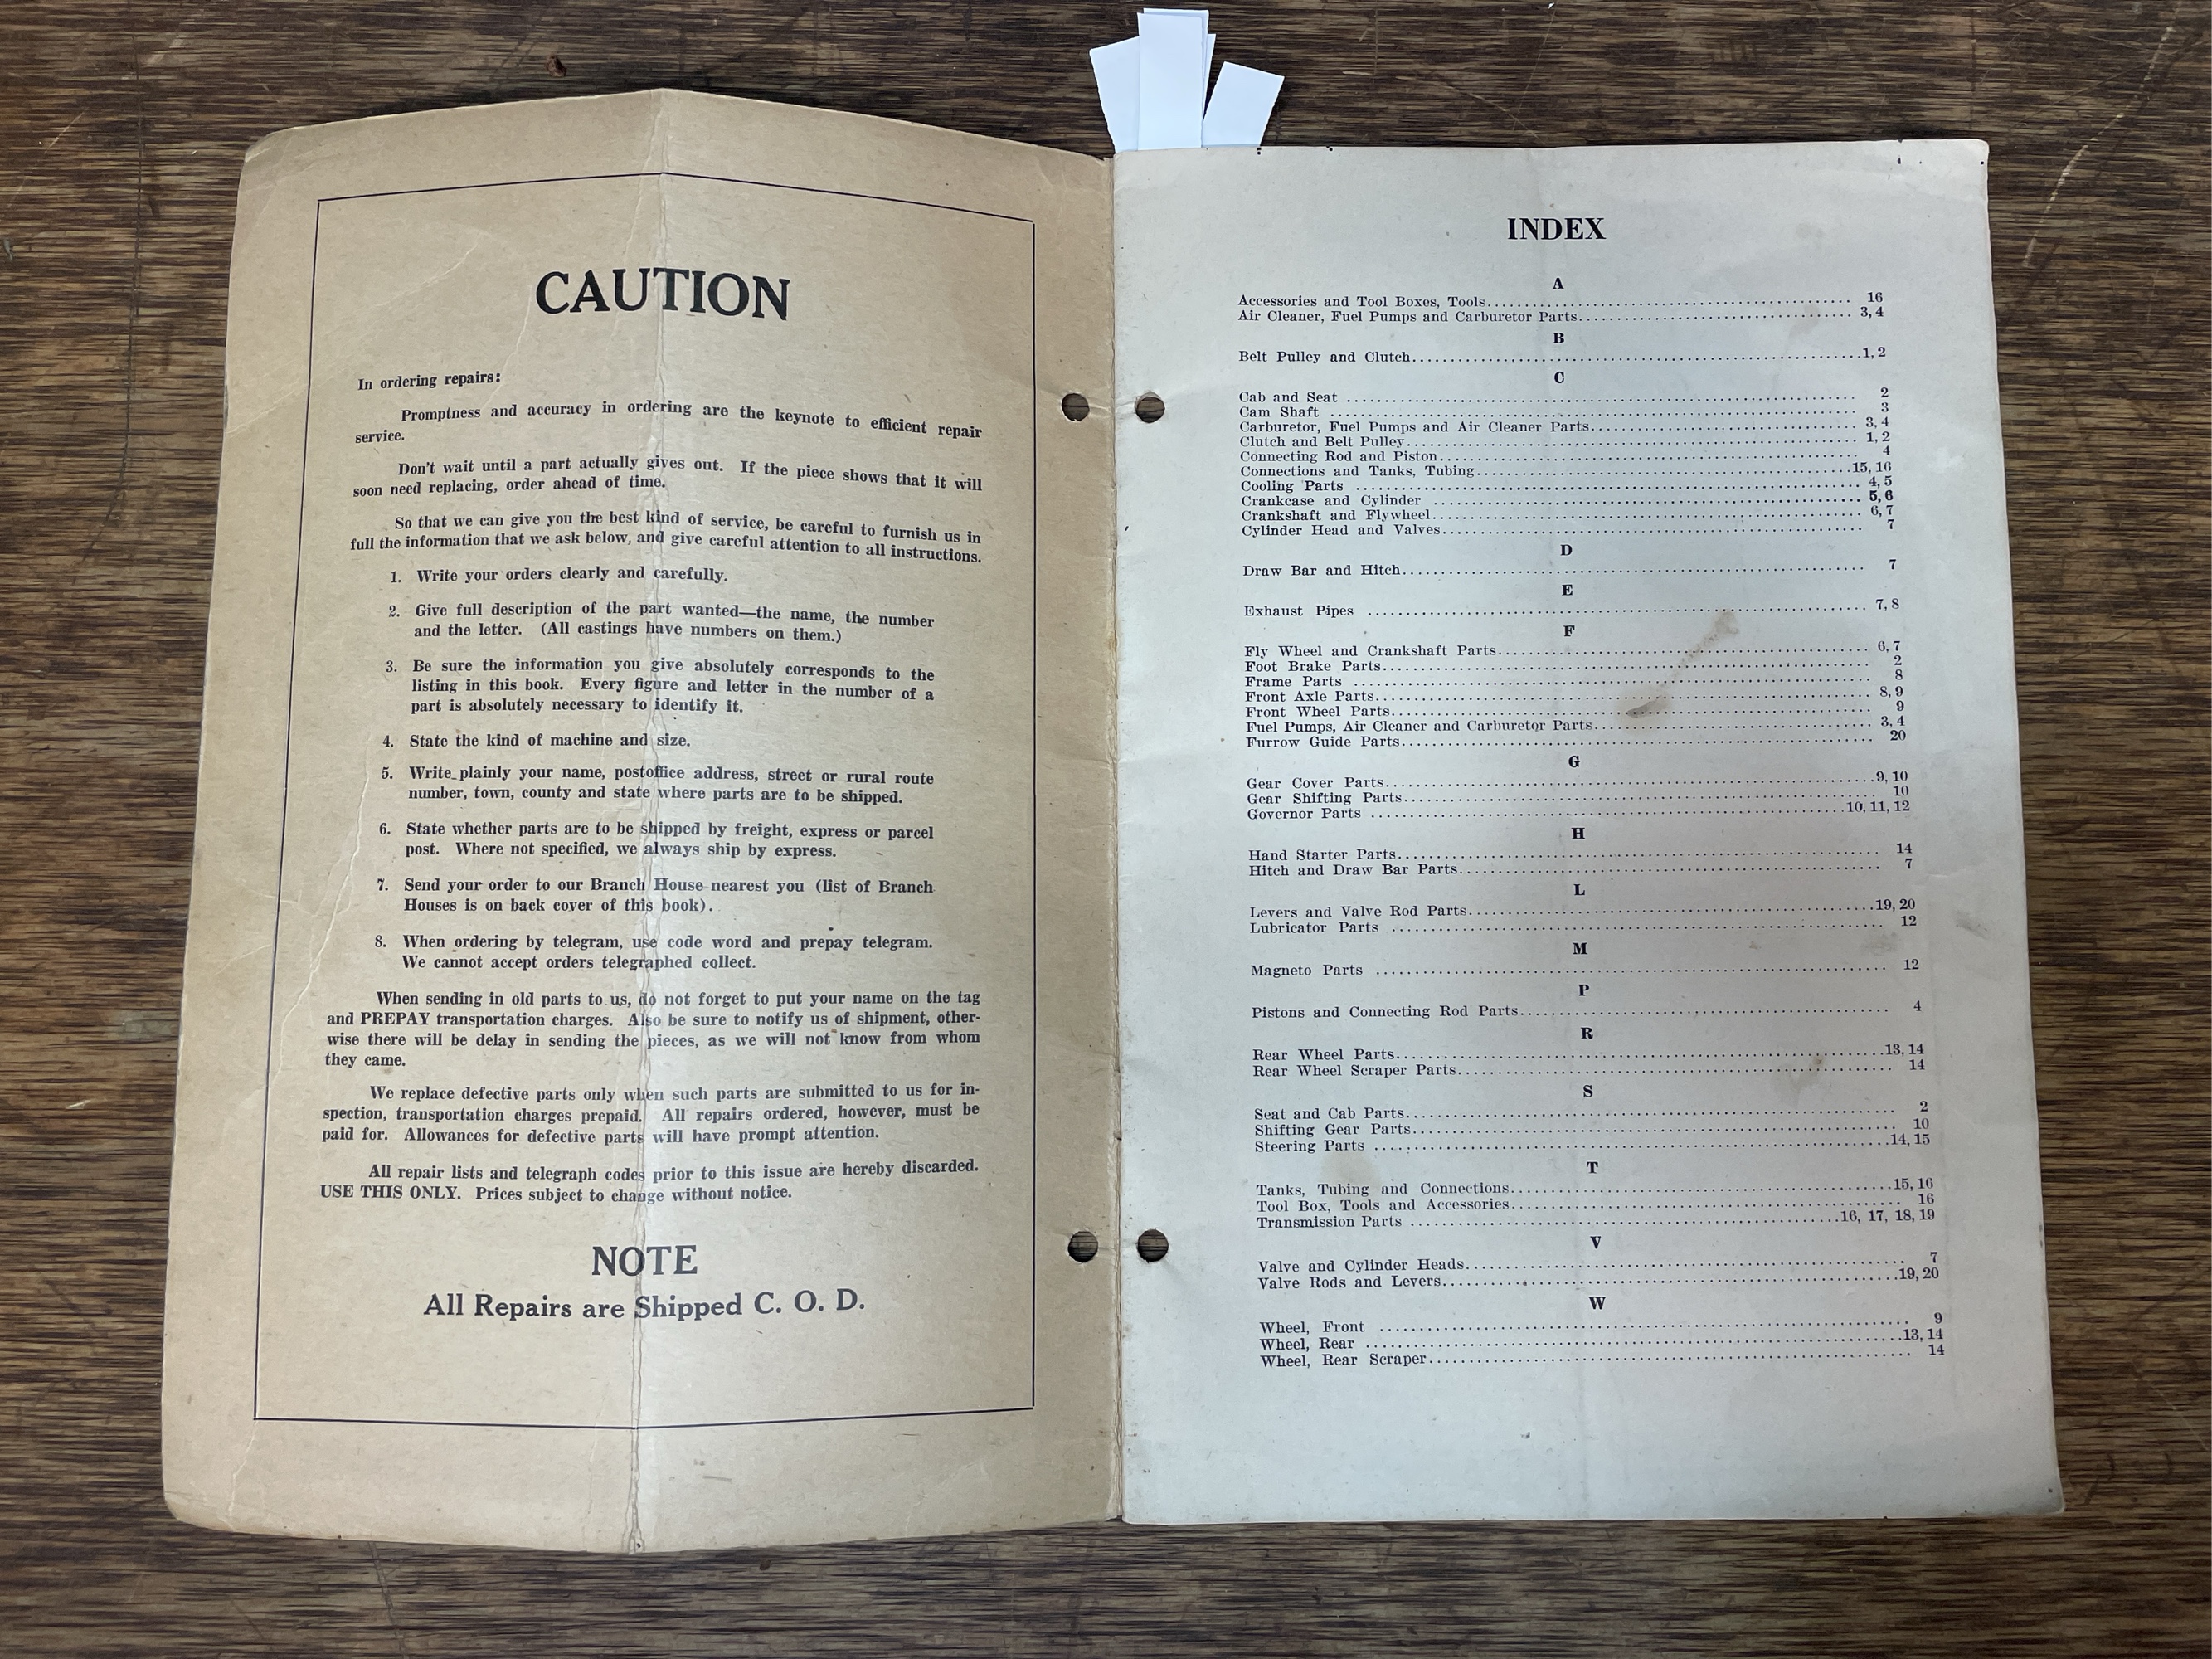 CAUTION
In ordering repairs:
Promptness and accuracy in ordering are the keynote to efficient repair
service.
Don't wait until a part actually gives out. If the piece shows that it will
soon need replacing, order ahead of time.
So that we can give you the best kind of service, be careful to furnish us in
full the information that we ask below, and give careful attention to all instructions.
1. Write your orders clearly and carefully.
2. Give full description of the part wanted—the name, the number
and the letter. (All castings have numbers on them.)
3. Be sure the information you give absolutely corresponds to the
listing in this book. Every figure and letter in the number of a
part is absolutely necessary to identify it.
4. State the kind of machine and size.
5. Write plainly your name, postoffice address, street or rural route
number, town, county and state where parts are to be shipped.
6. State whether parts are to be shipped by freight, express or parcel
post. Where not specified, we always ship by express.
7. Send your order to our Branch House nearest you (list of Branch
Houses is on back cover of this book).
8. When ordering by telegram, use code word and prepay telegram.
We cannot accept orders telegraphed collect.
When sending in old parts to us, do not forget to put your name on the tag
and PREPAY transportation charges. Also be sure to notify us of shipment, other-
wise there will be delay in sending the pieces, as we will not know from whom
they came.
We replace defective parts only when such parts are submitted to us for in-
spection, transportation charges prepaid. All repairs ordered, however, must be
paid for. Allowances for defective parts will have prompt attention.
All repair lists and telegraph codes prior to this issue are hereby discarded.
USE THIS ONLY. Prices subject to change without notice.
NOTE
All Repairs are Shipped C. O. D.
INDEX
A
Accessories and Tool Boxes, Tools 16
Air Cleaner, Fuel Pumps and Carburetor Parts 3, 4
B
Belt Pulley and Clutch 1, 2
C
Cab and Seat 2
Cam Shaft 3
Carburetor, Fuel Pumps and Air Cleaner Parts 3, 4
Clutch and Belt Pulley 1, 2
Connecting Rod and Piston 4
Connections and Tanks, Tubing 15, 16
Cooling Parts 4, 5
Crankcase and Cylinder 5, 6
Crankshaft and Flywheel 6, 7
Cylinder Head and Valves 7
D
Draw Bar and Hitch 7
E
Exhaust Pipes 7, 8
F
Fly Wheel and Crankshaft Parts 6, 7
Foot Brake Parts 2
Frame Parts 8
Front Axle Parts 8, 9
Front Wheel Parts 9
Fuel Pumps, Air Cleaner and Carburetor Parts 3, 4
Furrow Guide Parts 20
G
Gear Cover Parts 9, 10
Gear Shifting Parts 10
Governor Parts 10, 11, 12
H
Hand Starter Parts 14
Hitch and Draw Bar Parts 7
L
Levers and Valve Rod Parts 19, 20
Lubricator Parts 12
M
Magneto Parts 12
P
Pistons and Connecting Rod Parts 4
R
Rear Wheel Parts 13, 14
Rear Wheel Scraper Parts 14
S
Seat and Cab Parts 2
Shifting Gear Parts 10
Steering Parts 14, 15
T
Tanks, Tubing and Connections 15, 16
Tool Box, Tools and Accessories 16
Transmission Parts 16, 17, 18, 19
V
Valve and Cylinder Heads 7
Valve Rods and Levers 19, 20
W
Wheel, Front 9
Wheel, Rear 13, 14
Wheel, Rear Scraper 14